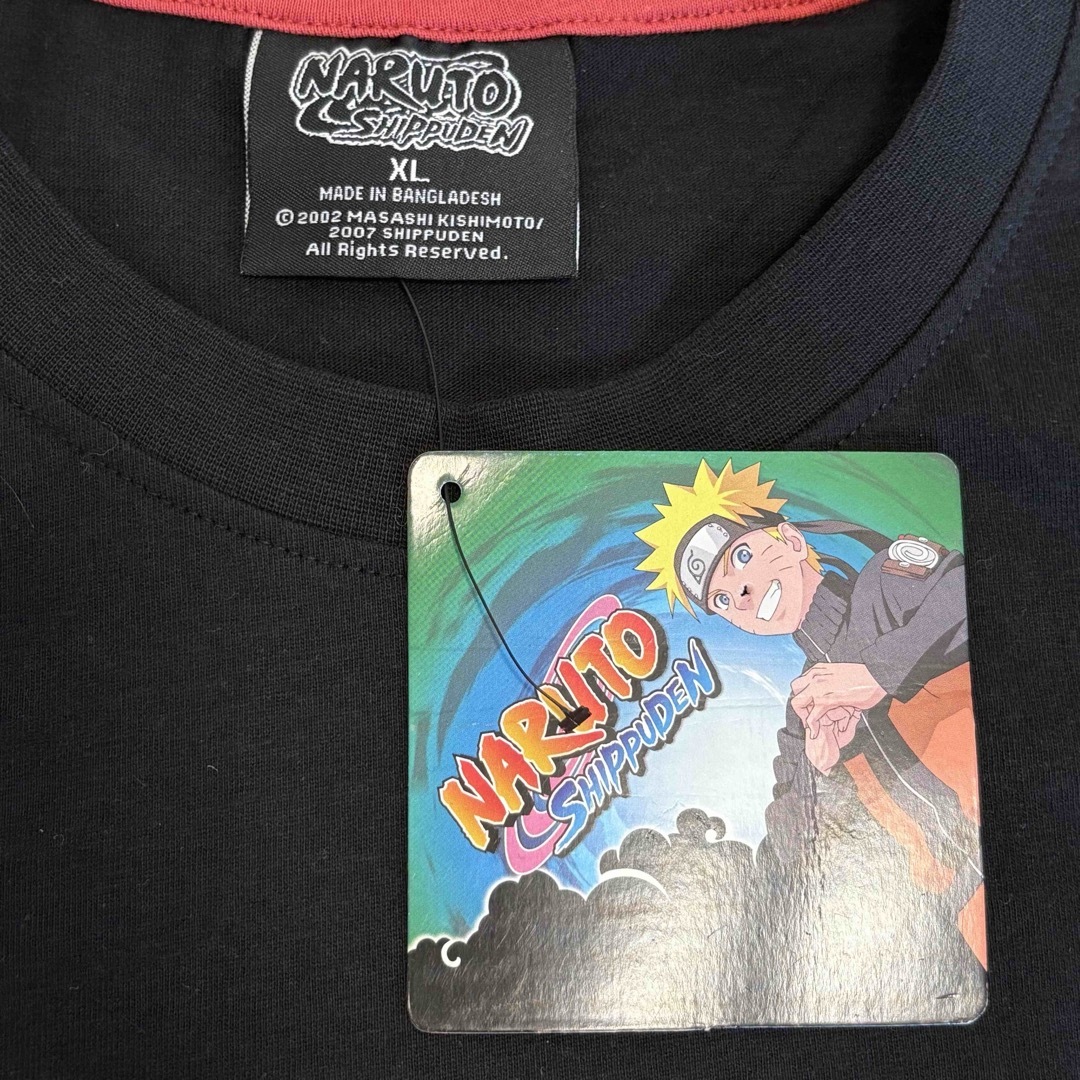 NARUTO
SHIPPUDEN
XL
MADE IN BANGLADESH
©2002 MASASHI KISHIMOTO/
2007 SHIPPUDEN
All Rights Reserved.
NARUTO
SHIPPUDEN